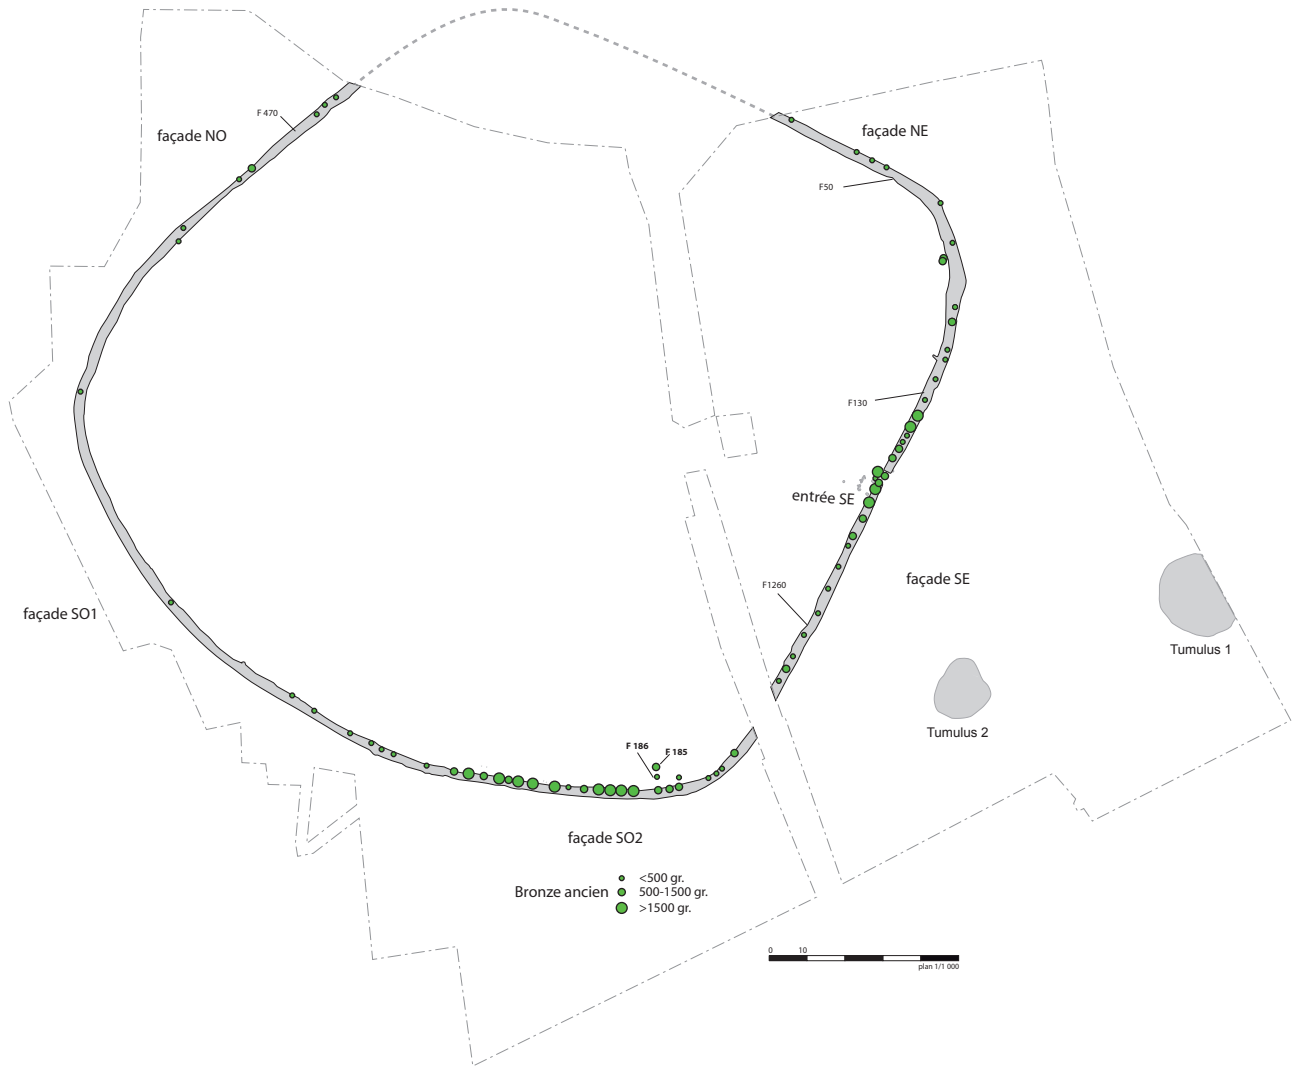 F 470
façade NO
façade NE
F50
F130
entrée SE
F1260
façade SE
façade SO1
Tumulus 1
Tumulus 2
F 186
F 185
façade SO2
Bronze ancien
<500 gr.
500-1500 gr.
>1500 gr.
0 10
plan 1/1 000